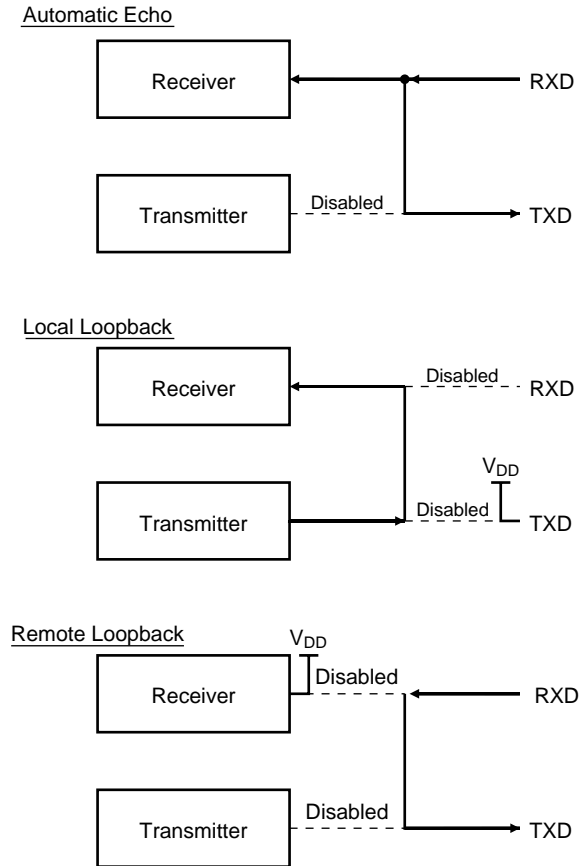 Automatic Echo
Receiver
RXD
Transmitter
Disabled
TXD
Local Loopback
Receiver
Disabled
RXD
VDD
Transmitter
Disabled
TXD
Remote Loopback
VDD
Receiver
Disabled
RXD
Transmitter
Disabled
TXD